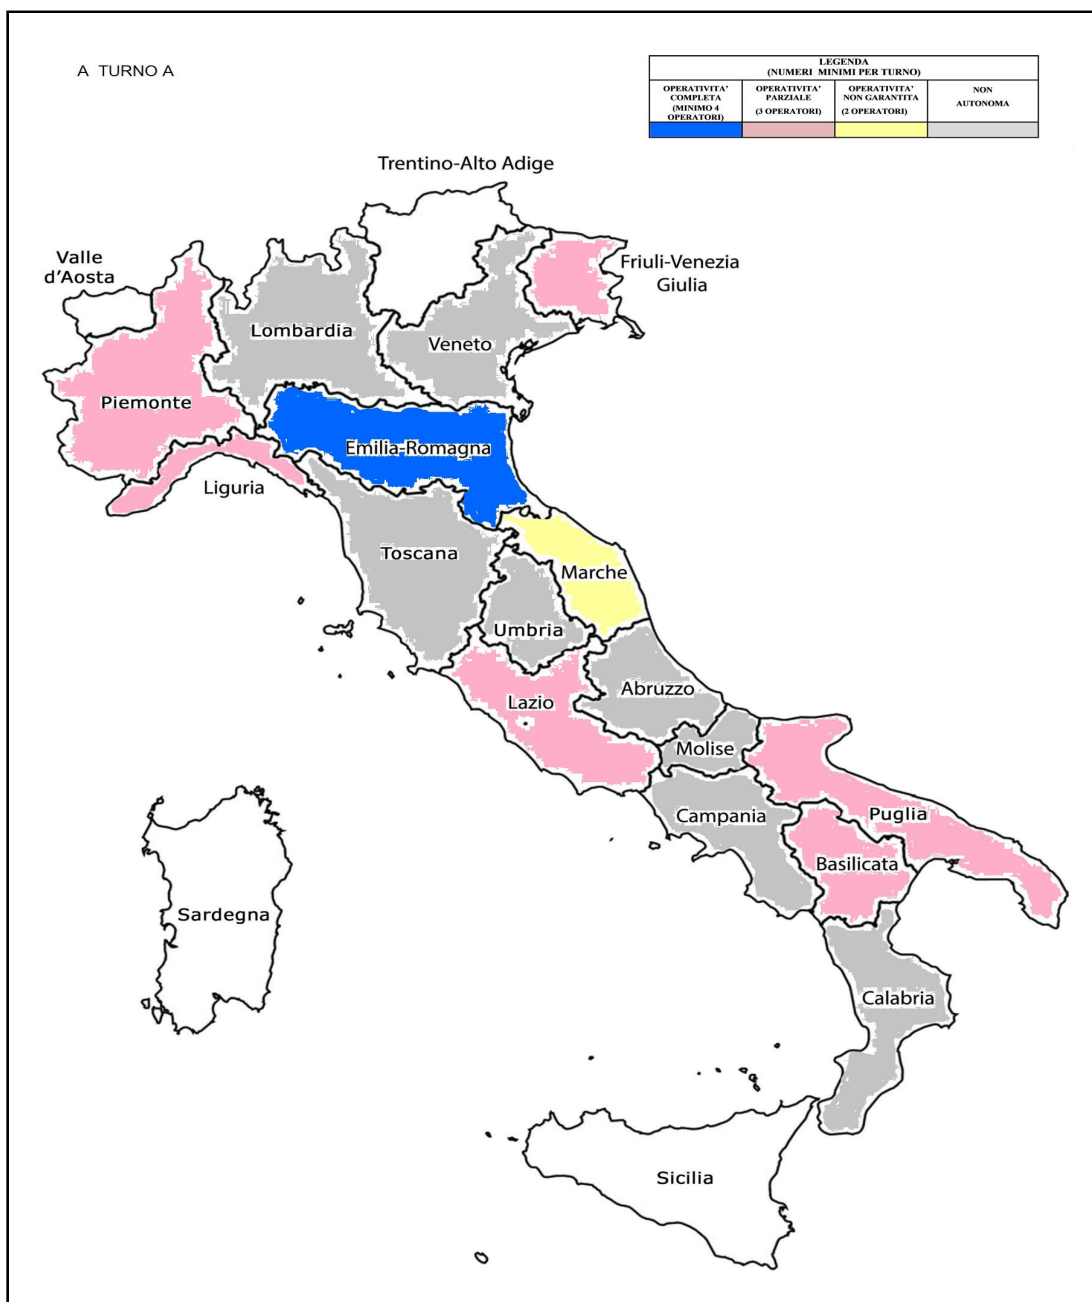 A  TURNO A
LEGENDA
(NUMERI  MINIMI PER TURNO)
OPERATIVITA'
COMPLETA
(MINIMO 4
OPERATORI)
OPERATIVITA'
PARZIALE
(3 OPERATORI)
OPERATIVITA'
NON GARANTITA
(2 OPERATORI)
NON
AUTONOMA
Trentino-Alto Adige
Valle
d'Aosta
Friuli-Venezia
Giulia
Lombardia
Veneto
Piemonte
Emilia-Romagna
Liguria
Toscana
Marche
Umbria
Abruzzo
Lazio
Molise
Campania
Puglia
Basilicata
Sardegna
Calabria
Sicilia